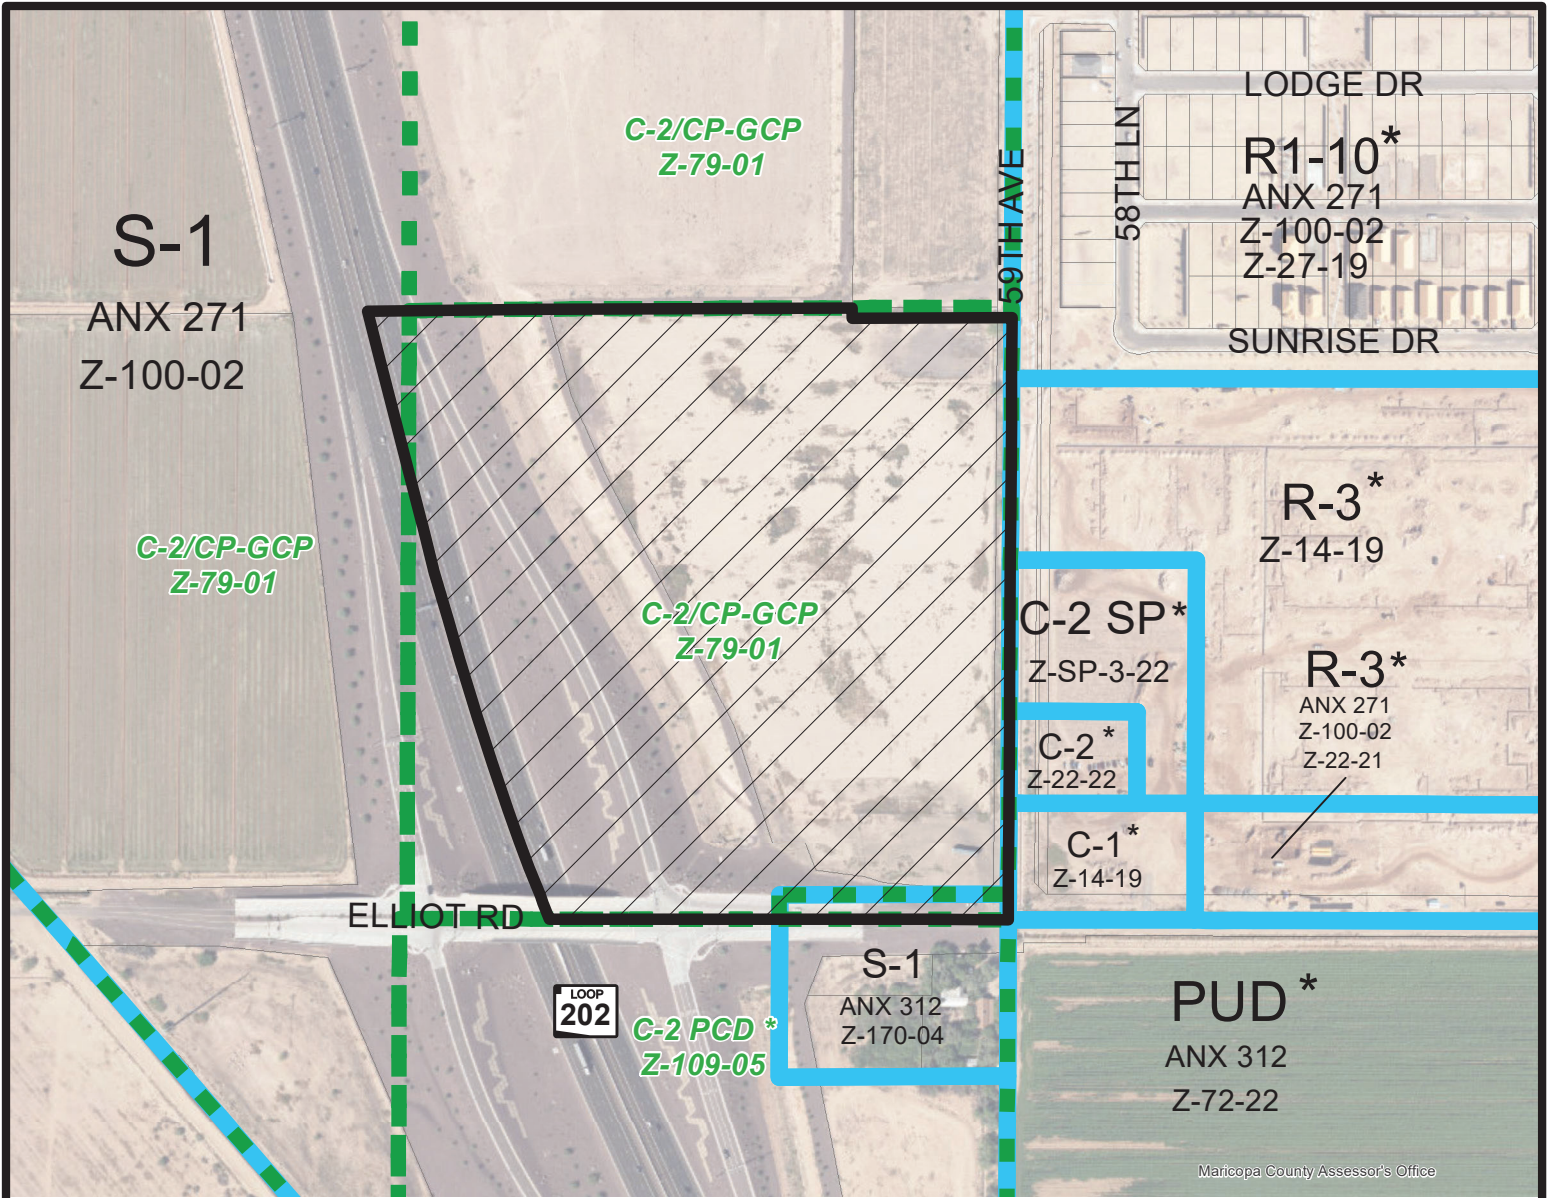 LODGE DR
C-2/CP-GCP
Z-79-01
59TH AVE
58TH LN
R1-10*
ANX 271
Z-100-02
Z-27-19
SUNRISE DR
S-1
ANX 271
Z-100-02
C-2/CP-GCP
Z-79-01
C-2/CP-GCP
Z-79-01
R-3*
Z-14-19
C-2 SP*
Z-SP-3-22
R-3*
ANX 271
Z-100-02
Z-22-21
C-2*
Z-22-22
C-1*
Z-14-19
ELLIOT RD
LOOP
202
C-2 PCD *
Z-109-05
S-1
ANX 312
Z-170-04
PUD*
ANX 312
Z-72-22
Maricopa County Assessor's Office